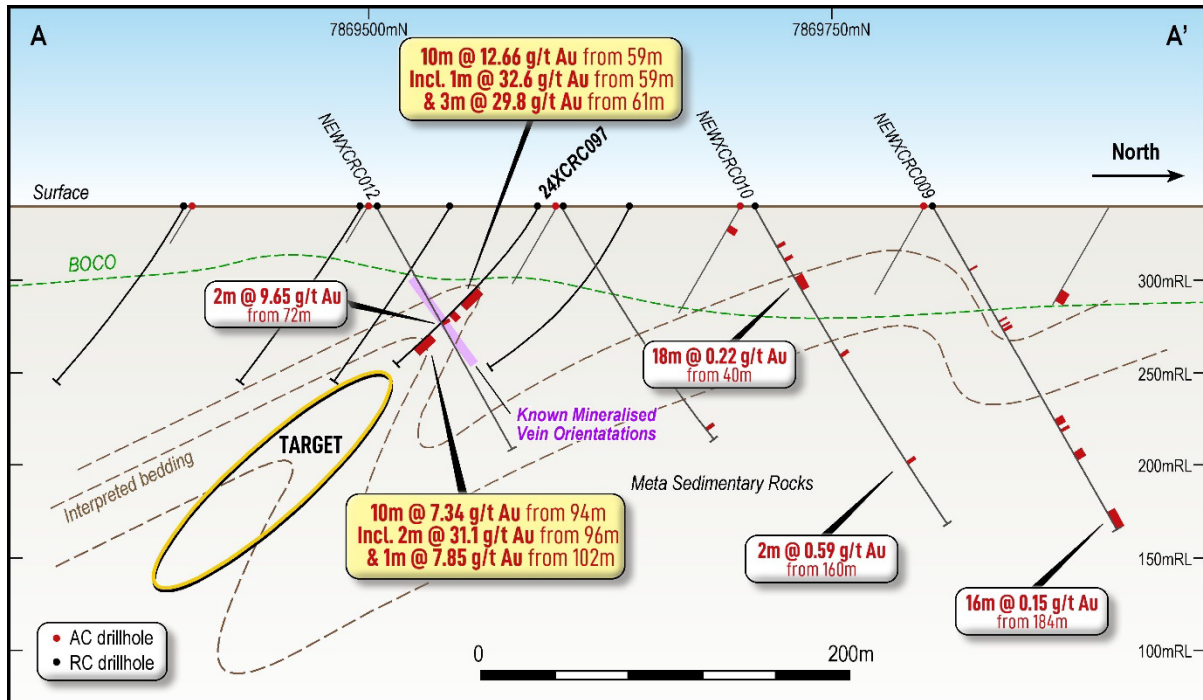 A
7869500mN
7869750mN
A'
10m @ 12.66 g/t Au from 59m
Incl. 1m @ 32.6 g/t Au from 59m
& 3m @ 29.8 g/t Au from 61m
NEWXCRC012
24XCRC097
NEWXCRC010
NEWXCRC009
North
Surface
BOCO
300mRL
2m @ 9.65 g/t Au
from 72m
18m @ 0.22 g/t Au
from 40m
250mRL
Known Mineralised
Vein Orientatations
TARGET
Interpreted bedding
200mRL
Meta Sedimentary Rocks
10m @ 7.34 g/t Au from 94m
Incl. 2m @ 31.1 g/t Au from 96m
& 1m @ 7.85 g/t Au from 102m
2m @ 0.59 g/t Au
from 160m
150mRL
16m @ 0.15 g/t Au
from 184m
AC drillhole
RC drillhole
0
200m
100mRL